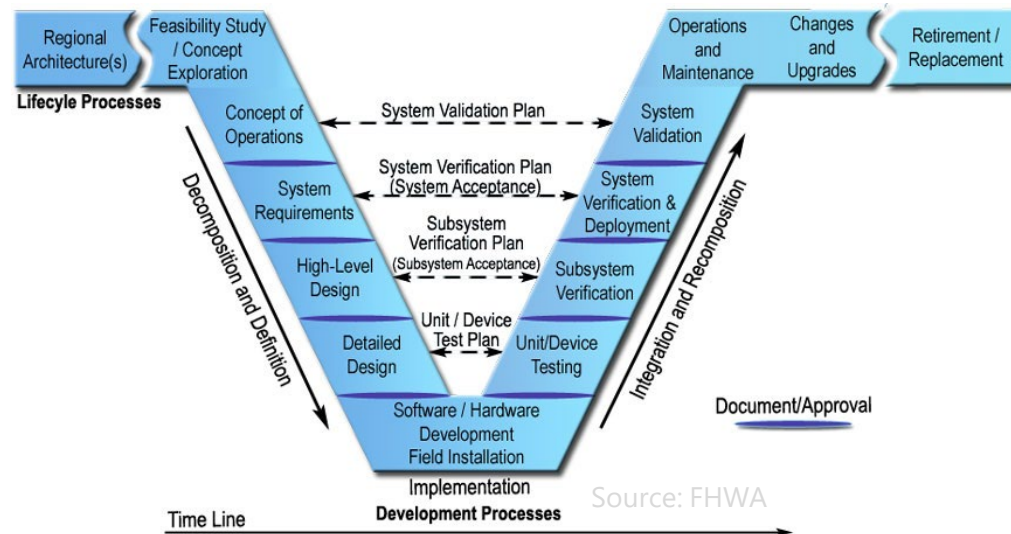 Regional
Architecture(s)
Feasibility Study
/ Concept
Exploration
Operations
and
Maintenance
Changes
and
Upgrades
Retirement /
Replacement
Lifecyle Processes
Concept of
Operations
System Validation Plan
System
Validation
System
Requirements
System Verification Plan
(System Acceptance)
System
Verification &
Deployment
High-Level
Design
Subsystem
Verification Plan
(Subsystem Acceptance)
Subsystem
Verification
Detailed
Design
Unit / Device
Test Plan
Unit/Device
Testing
Decomposition and Definition
Integration and Recomposition
Software / Hardware
Development
Field Installation
Document/Approval
Implementation
Source: FHWA
Development Processes
Time Line